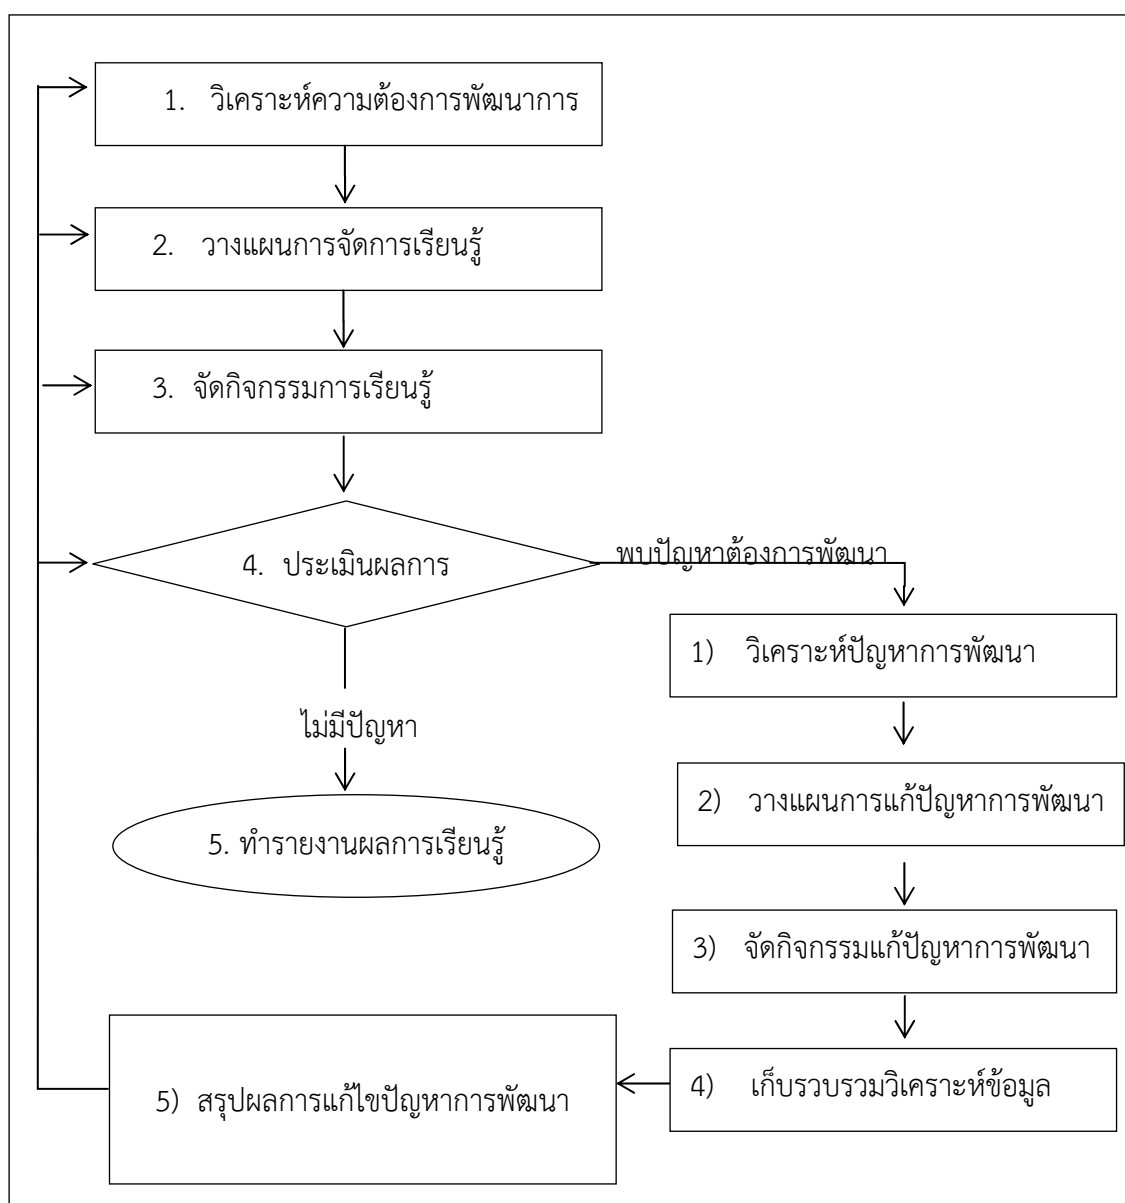 1. วิเคราะห์ความต้องการพัฒนาการ
2. วางแผนการจัดการเรียนรู้
3. จัดกิจกรรมการเรียนรู้
4. ประเมินผลการ
พบปัญหาต้องการพัฒนา
1) วิเคราะห์ปัญหาการพัฒนา
ไม่มีปัญหา
2) วางแผนการแก้ปัญหาการพัฒนา
5. ทำรายงานผลการเรียนรู้
3) จัดกิจกรรมแก้ปัญหาการพัฒนา
4) เก็บรวบรวมวิเคราะห์ข้อมูล
5) สรุปผลการแก้ไขปัญหาการพัฒนา